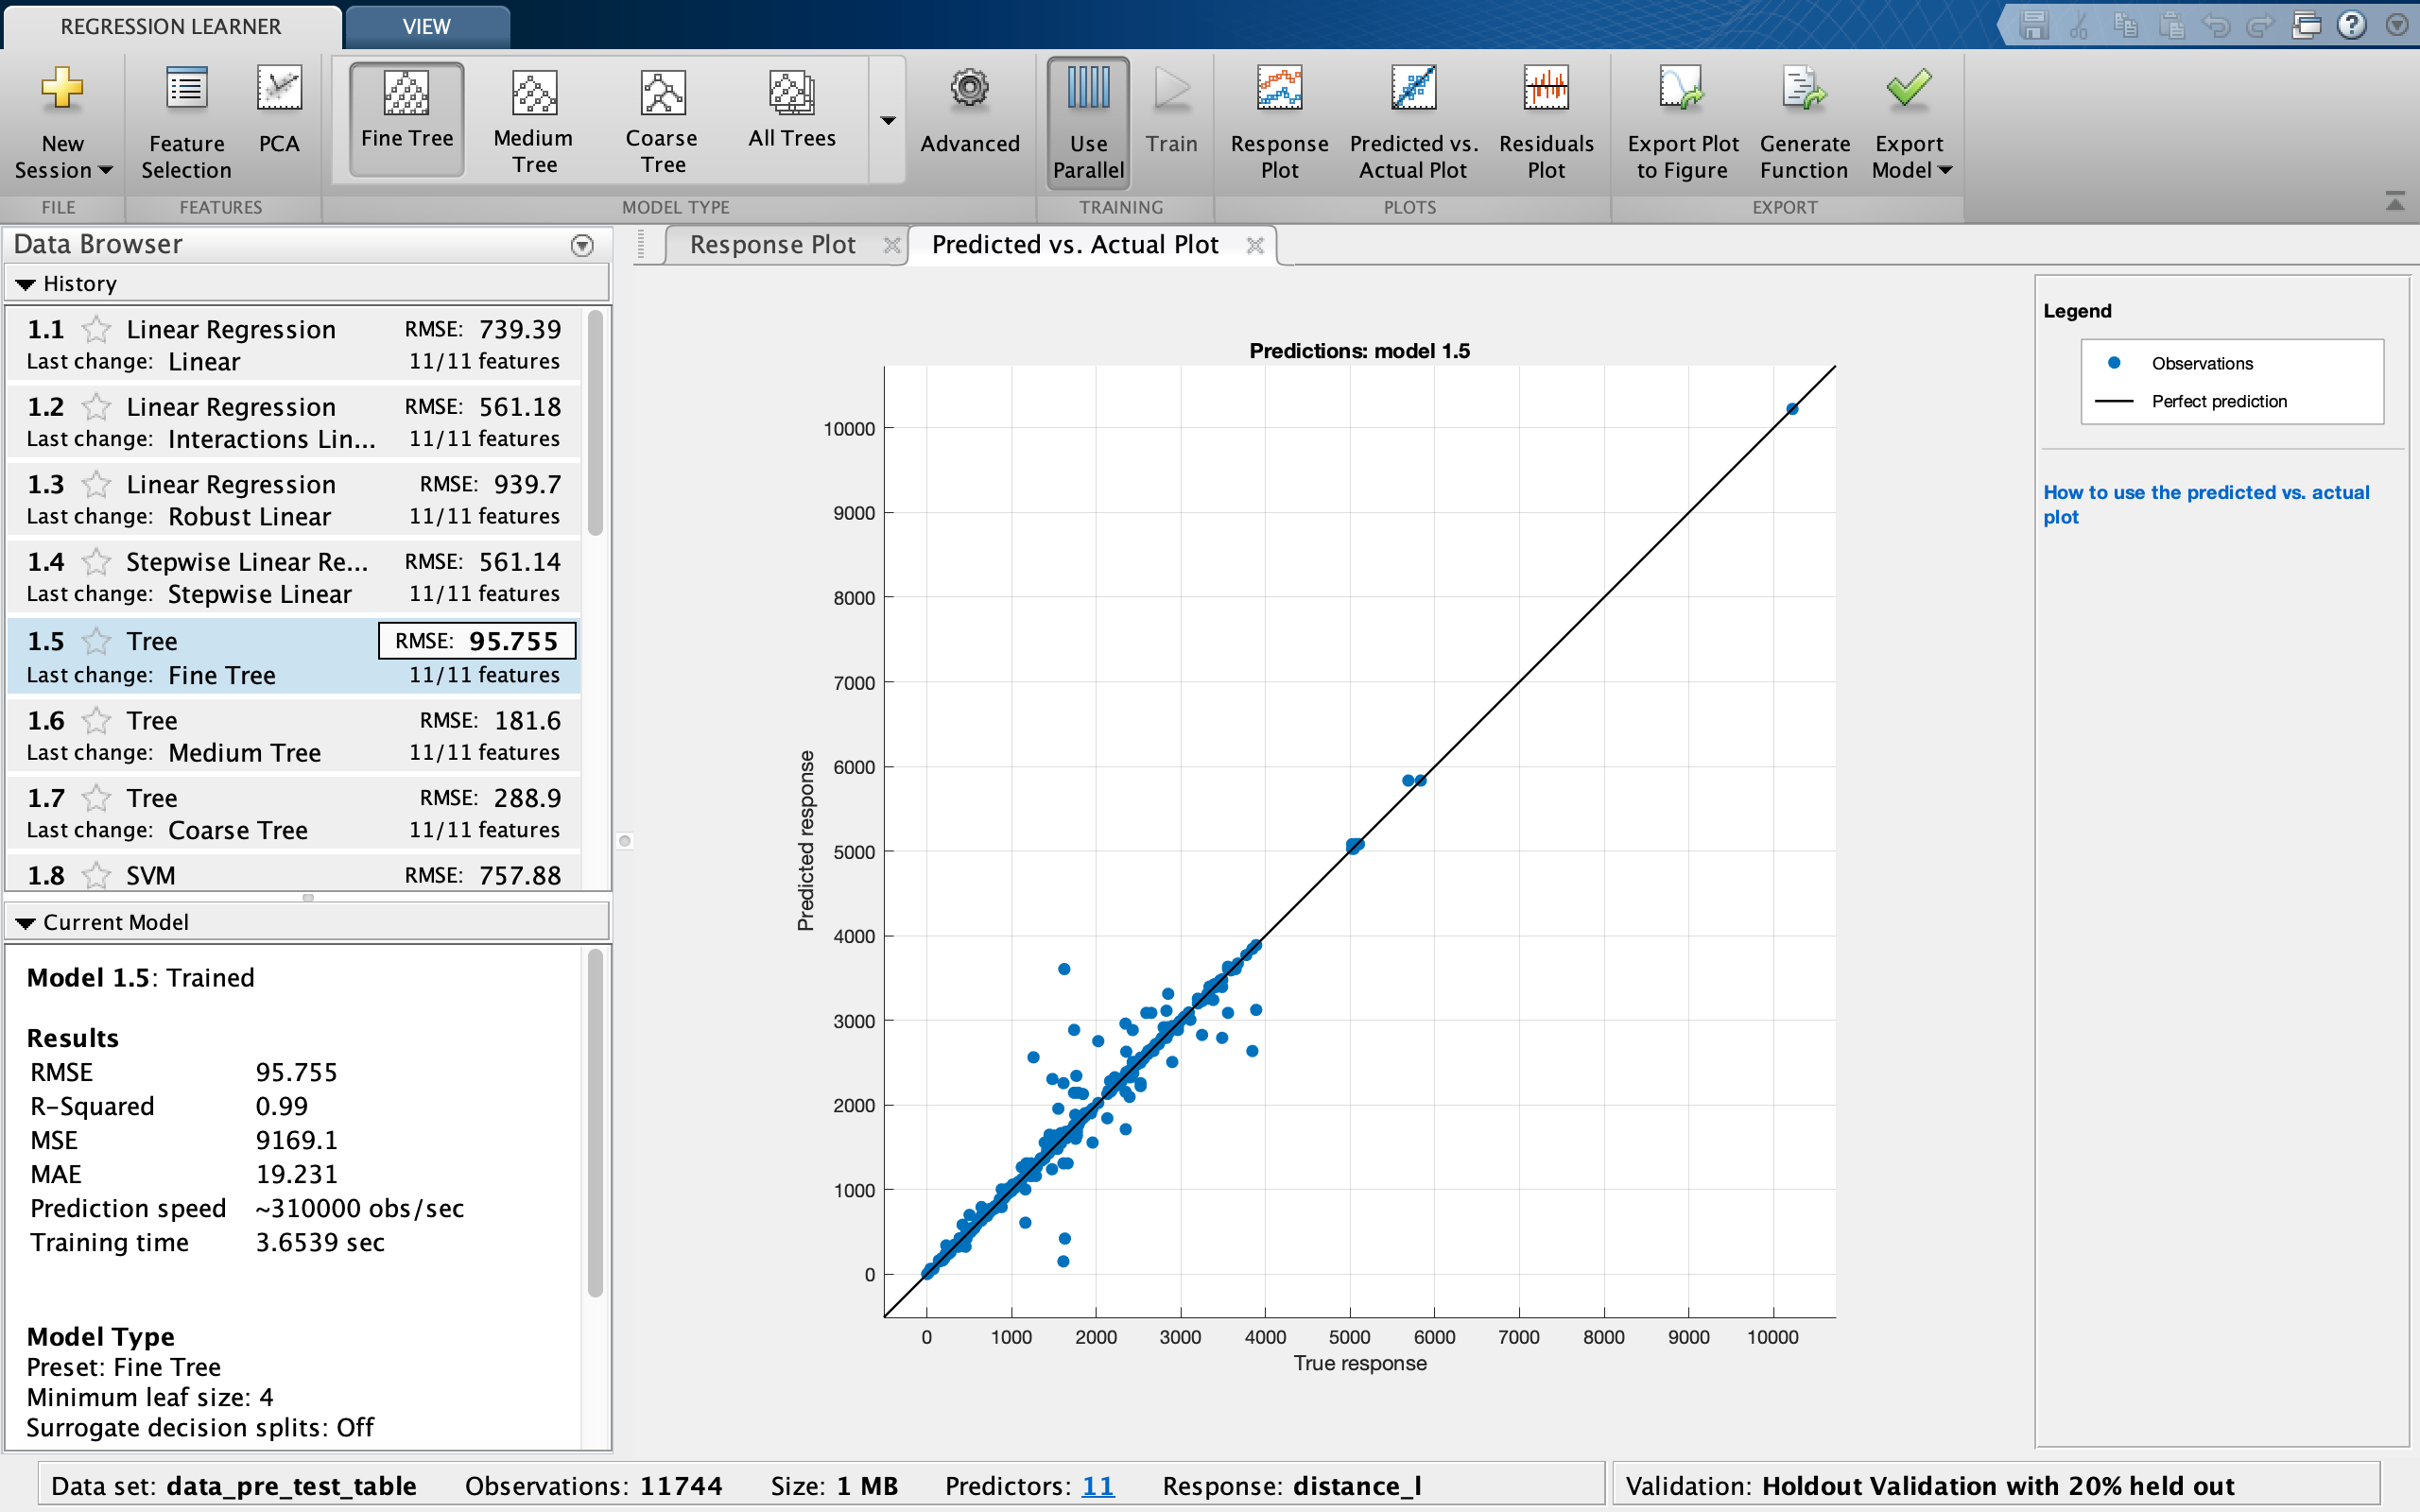 REGRESSION LEARNER
VIEW
New Session
Feature Selection
PCA
Fine Tree
Medium Tree
Coarse Tree
All Trees
Advanced
Use Parallel
Train
Response Plot
Predicted vs. Actual Plot
Residuals Plot
Export Plot to Figure
Generate Function
Export Model
FILE
FEATURES
MODEL TYPE
TRAINING
PLOTS
EXPORT
Data Browser
History
1.1 Linear Regression RMSE: 739.39
Last change: Linear 11/11 features
1.2 Linear Regression RMSE: 561.18
Last change: Interactions Lin... 11/11 features
1.3 Linear Regression RMSE: 939.7
Last change: Robust Linear 11/11 features
1.4 Stepwise Linear Re... RMSE: 561.14
Last change: Stepwise Linear 11/11 features
1.5 Tree RMSE: 95.755
Last change: Fine Tree 11/11 features
1.6 Tree RMSE: 181.6
Last change: Medium Tree 11/11 features
1.7 Tree RMSE: 288.9
Last change: Coarse Tree 11/11 features
1.8 SVM RMSE: 757.88
Current Model
Model 1.5: Trained
Results
RMSE 95.755
R-Squared 0.99
MSE 9169.1
MAE 19.231
Prediction speed ~310000 obs/sec
Training time 3.6539 sec
Model Type
Preset: Fine Tree
Minimum leaf size: 4
Surrogate decision splits: Off
Response Plot
Predicted vs. Actual Plot
Predictions: model 1.5
Predicted response
10000
9000
8000
7000
6000
5000
4000
3000
2000
1000
0
0 1000 2000 3000 4000 5000 6000 7000 8000 9000 10000
True response
Legend
Observations
Perfect prediction
How to use the predicted vs. actual
plot
Data set: data_pre_test_table Observations: 11744 Size: 1 MB Predictors: 11 Response: distance_l
Validation: Holdout Validation with 20% held out